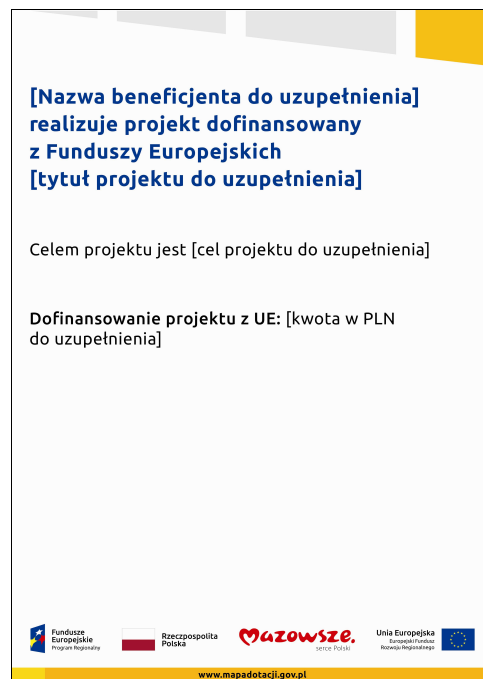 [Nazwa beneficjenta do uzupełnienia]
realizuje projekt dofinansowany
z Funduszy Europejskich
[tytuł projektu do uzupełnienia]
Celem projektu jest [cel projektu do uzupełnienia]
Dofinansowanie projektu z UE: [kwota w PLN
do uzupełnienia]
Fundusze
Europejskie
Program Regionalny
Rzeczpospolita
Polska
mazowsze.
serce Polski
Unia Europejska
Europejski Fundusz
Rozwoju Regionalnego
www.mapadotacji.gov.pl